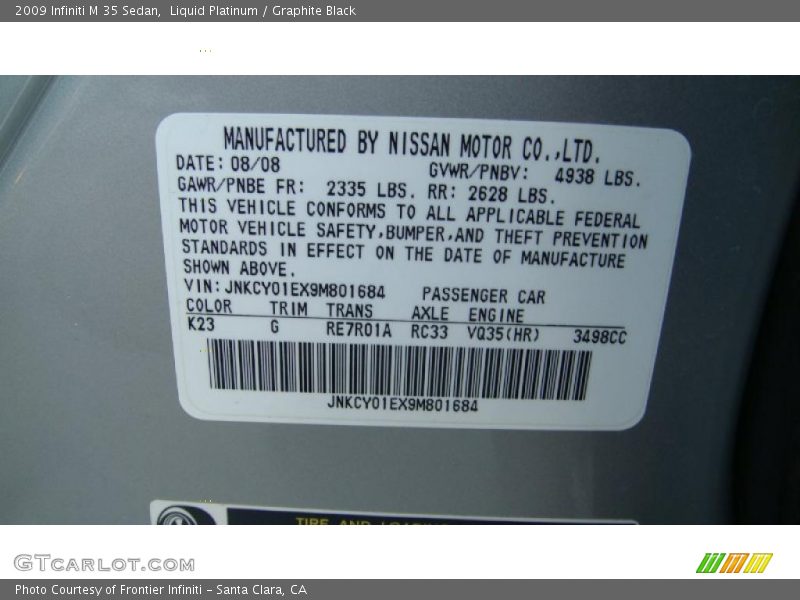 2009 Infiniti M 35 Sedan,  Liquid Platinum / Graphite Black
MANUFACTURED BY NISSAN MOTOR CO.,LTD.
DATE: 08/08 GVWR/PNBV: 4938 LBS.
GAWR/PNBE FR: 2335 LBS. RR: 2628 LBS.
THIS VEHICLE CONFORMS TO ALL APPLICABLE FEDERAL
MOTOR VEHICLE SAFETY,BUMPER,AND THEFT PREVENTION
STANDARDS IN EFFECT ON THE DATE OF MANUFACTURE
SHOWN ABOVE.
VIN: JNKCY01EX9M801684 PASSENGER CAR
COLOR TRIM TRANS AXLE ENGINE
K23 G RE7R01A RC33 VQ35(HR) 3498CC
JNKCY01EX9M801684
TIRE AND LOADING
GTCarLot.com
Photo Courtesy of Frontier Infiniti - Santa Clara, CA